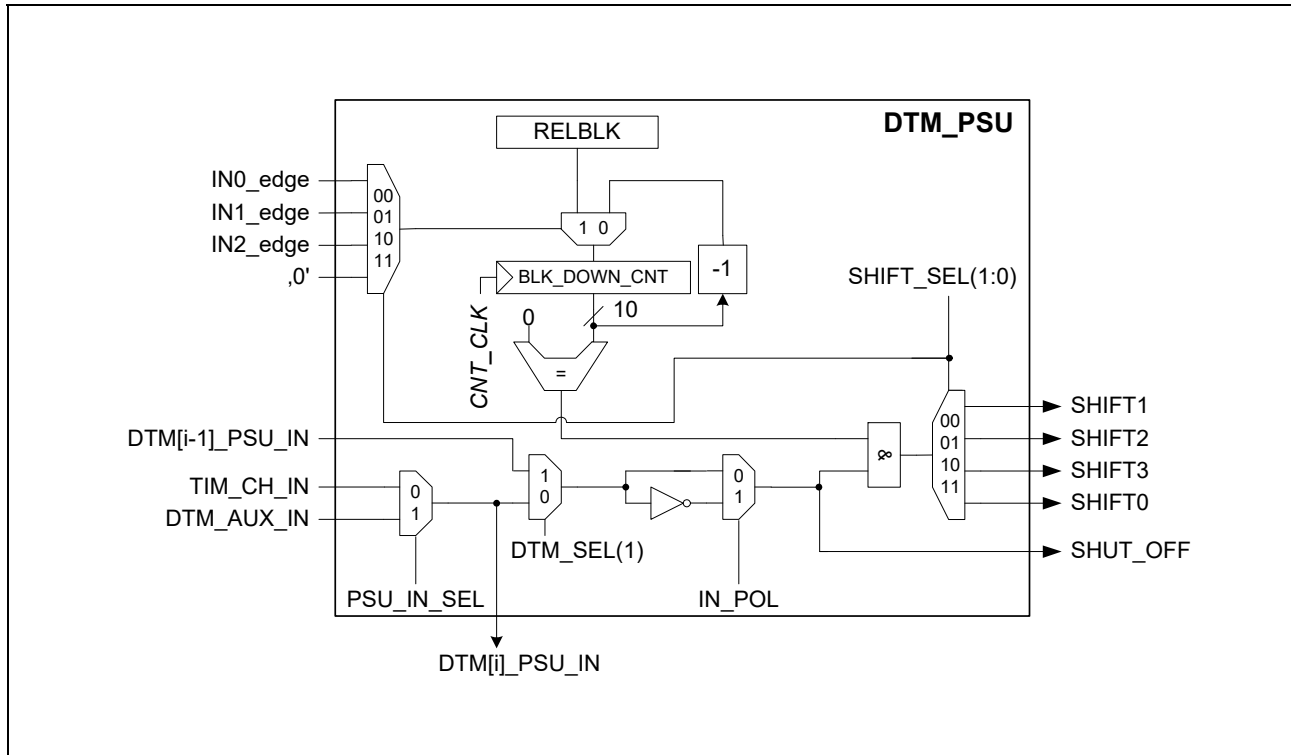 DTM_PSU
RELBLK
IN0_edge
IN1_edge
IN2_edge
‚0'
00
01
10
11
1 0
BLK_DOWN_CNT
-1
CNT_CLK
0
10
=
SHIFT_SEL(1:0)
DTM[i-1]_PSU_IN
TIM_CH_IN
DTM_AUX_IN
0
1
PSU_IN_SEL
1
0
DTM_SEL(1)
0
1
IN_POL
&
00
01
10
11
SHIFT1
SHIFT2
SHIFT3
SHIFT0
SHUT_OFF
DTM[i]_PSU_IN